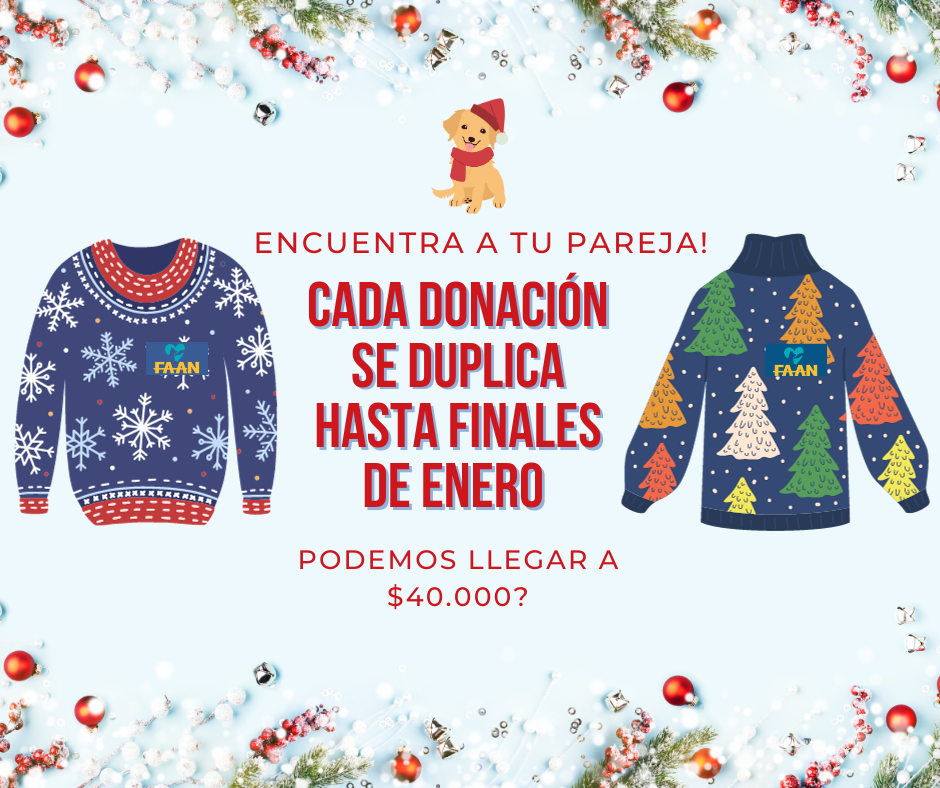 ENCUENTRA A TU PAREJA!
CADA DONACIÓN
SE DUPLICA
HASTA FINALES
DE ENERO
FAAN
FAAN
PODEMOS LLEGAR A
$40.000?